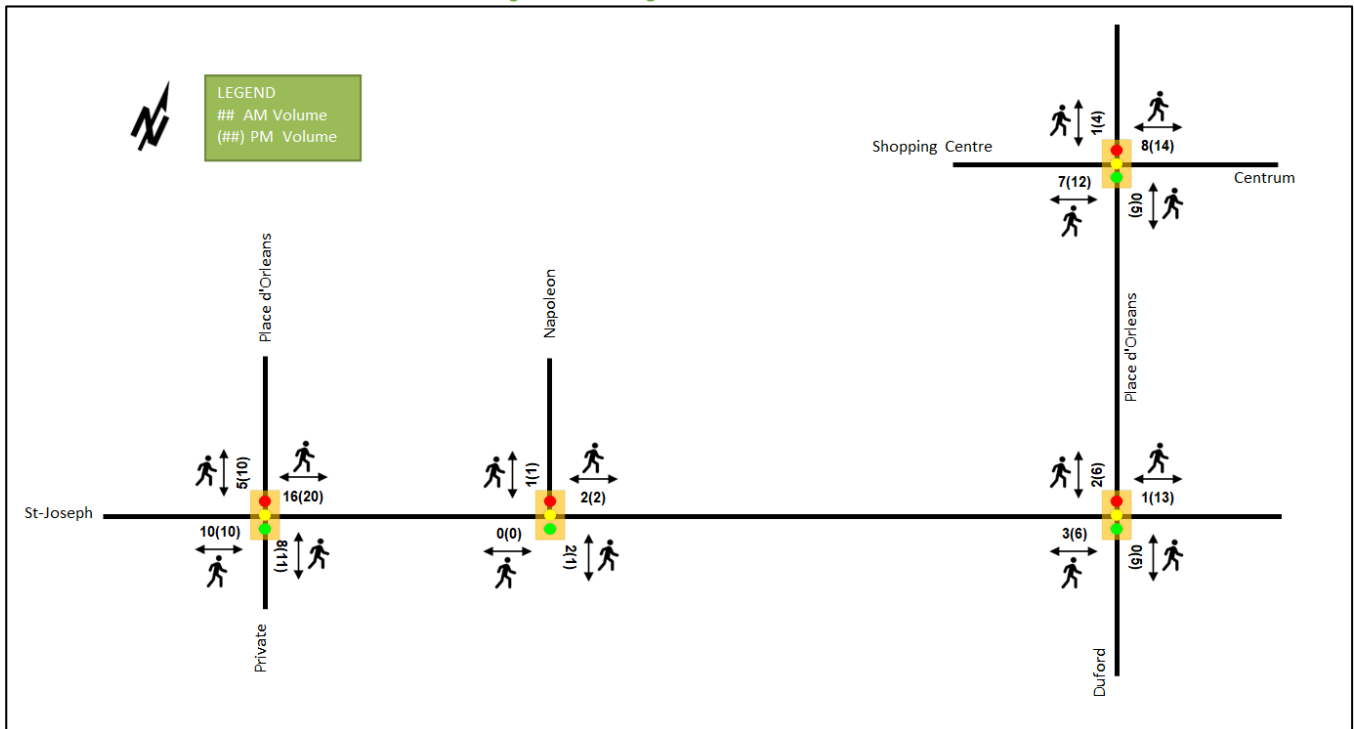 LEGEND
## AM Volume
(##) PM Volume
1(4)
8(14)
Shopping Centre
Centrum
7(12)
0(5)
Place d'Orleans
Napoleon
Place d'Orleans
5(10)
16(20)
1(1)
2(2)
2(6)
1(13)
St-Joseph
10(10)
8(11)
0(0)
2(1)
3(6)
0(5)
Private
Duford